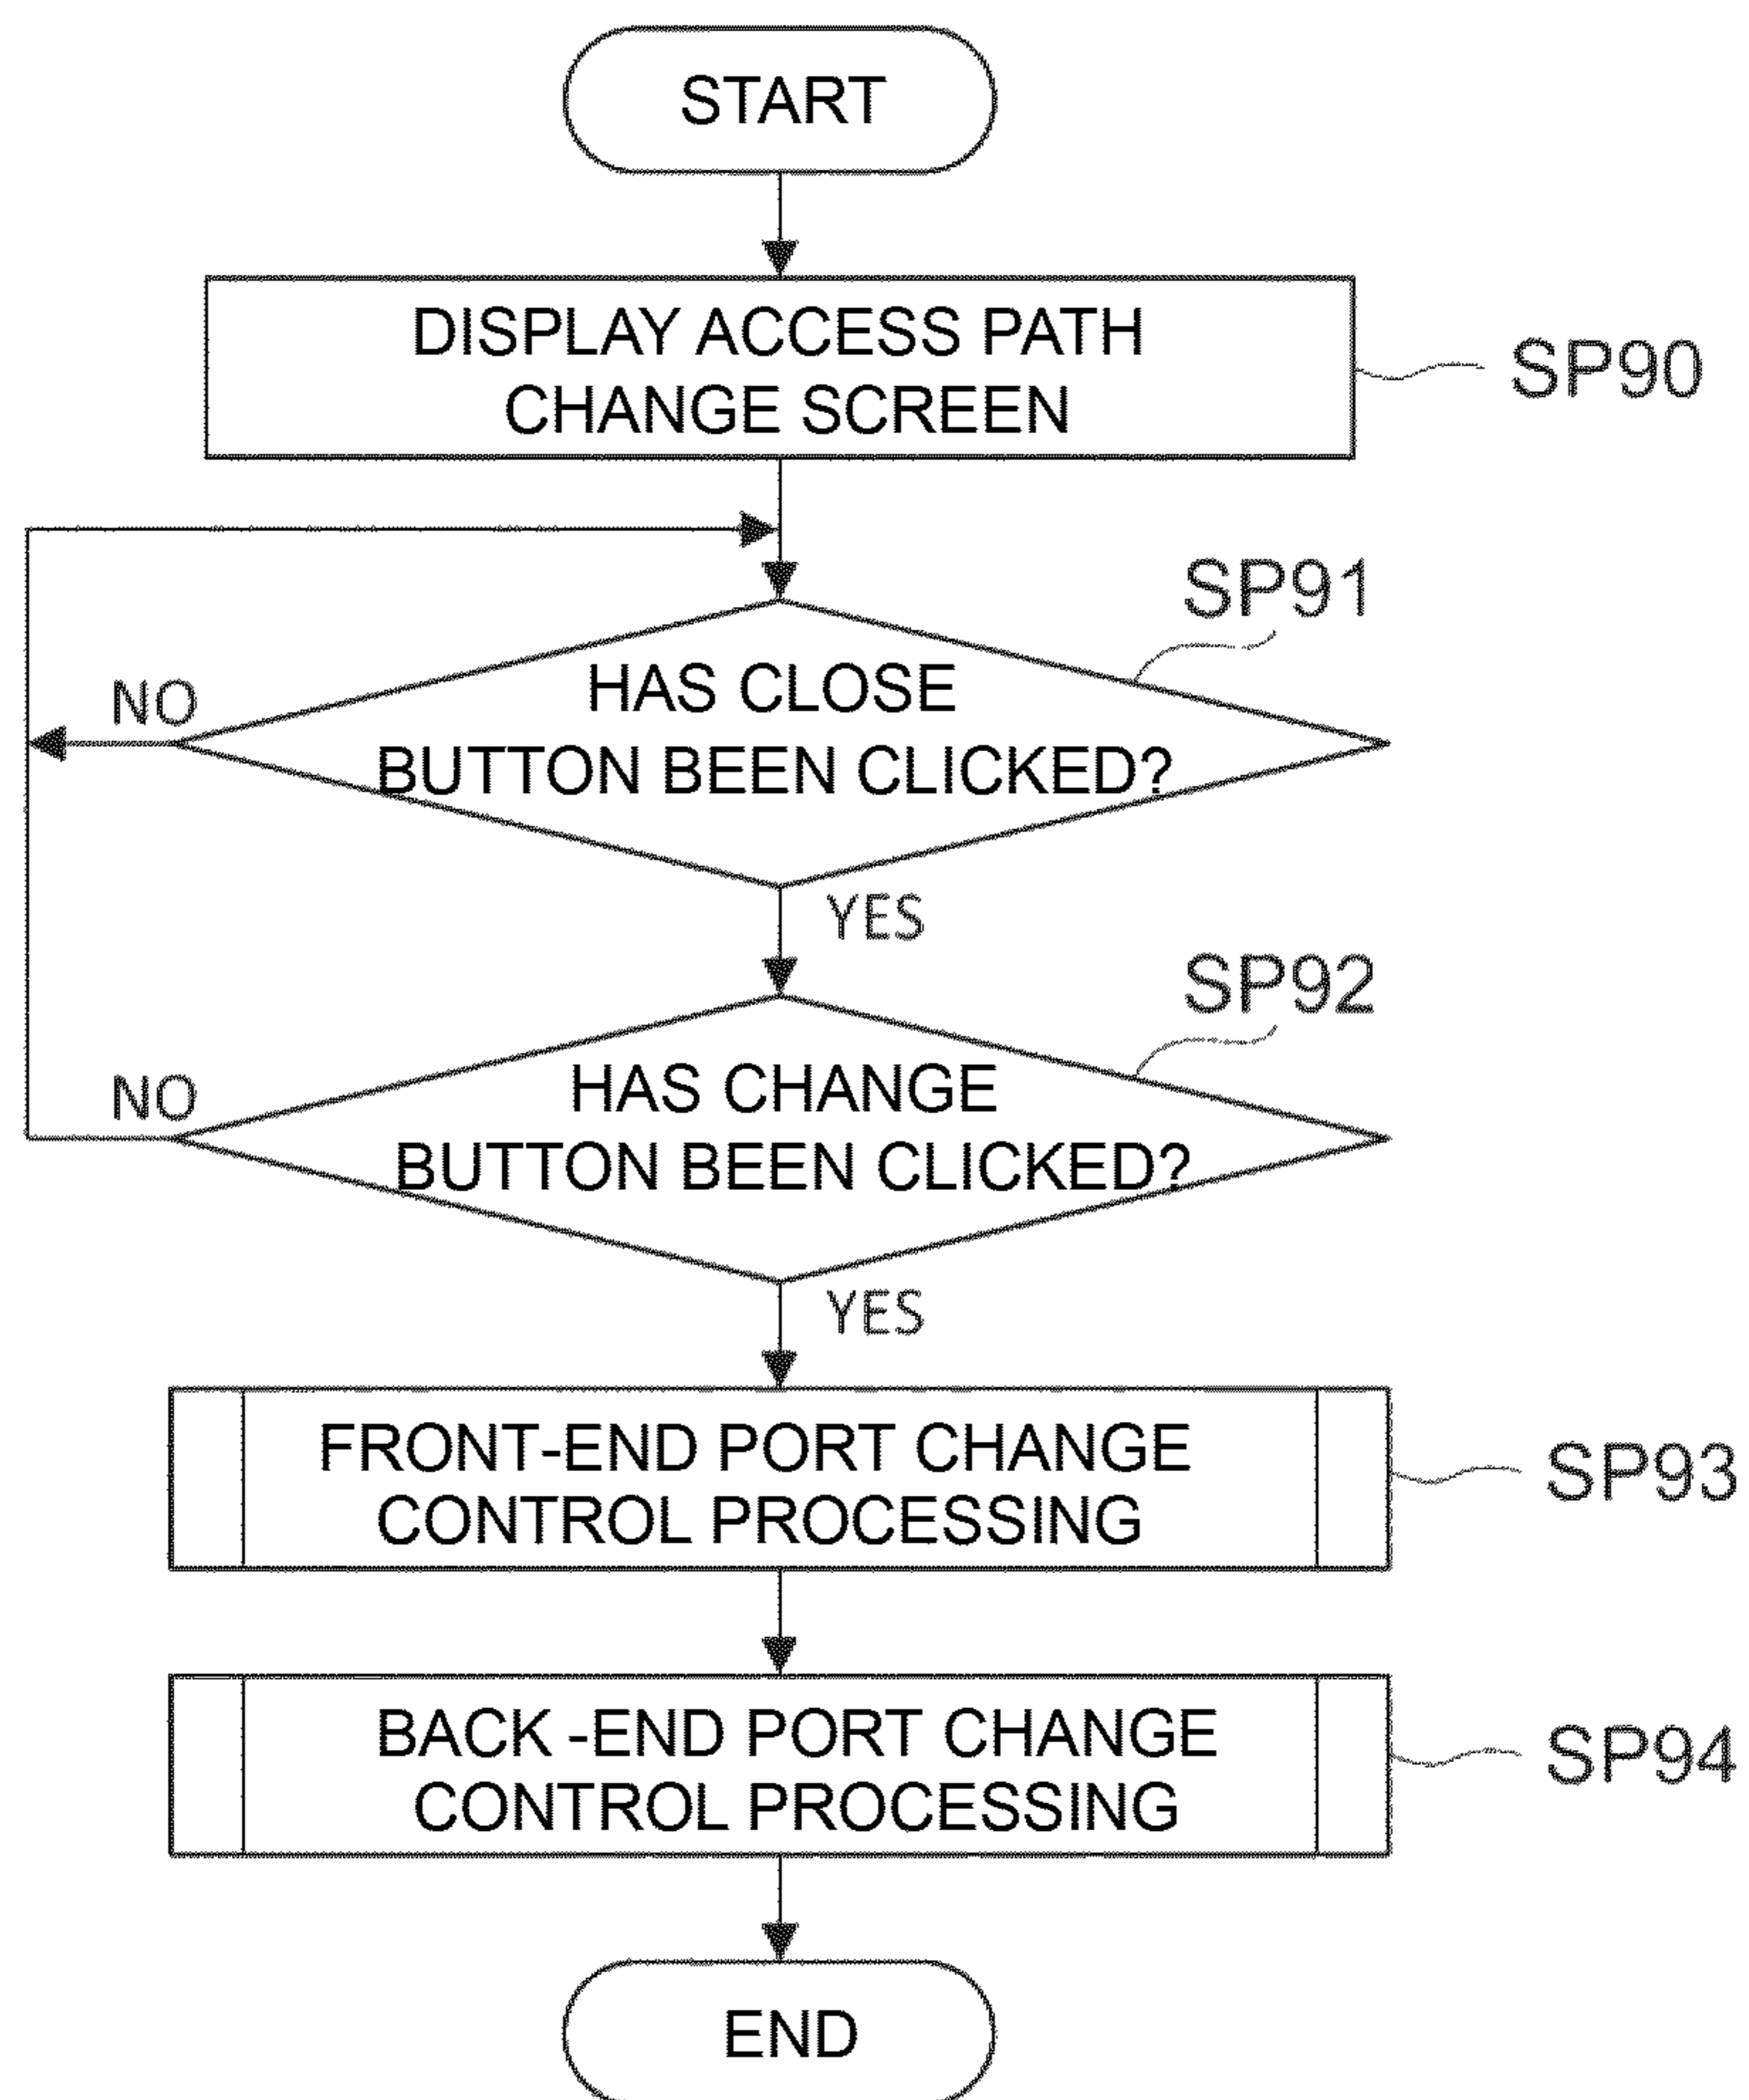 START
DISPLAY ACCESS PATH
CHANGE SCREEN
SP90
SP91
HAS CLOSE
BUTTON BEEN CLICKED?
NO
YES
SP92
HAS CHANGE
BUTTON BEEN CLICKED?
NO
YES
FRONT-END PORT CHANGE
CONTROL PROCESSING
SP93
BACK -END PORT CHANGE
CONTROL PROCESSING
SP94
END